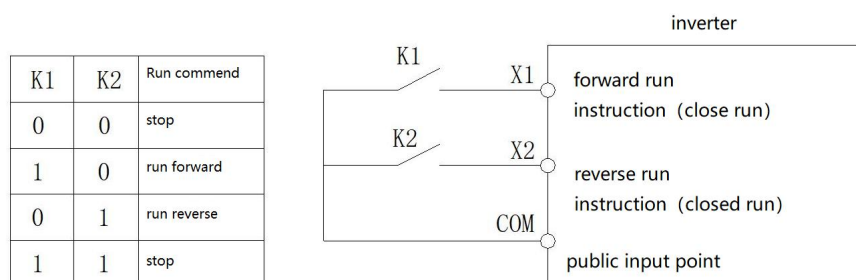 inverter
K1 K2 Run commend
0 0 stop
1 0 run forward
0 1 run reverse
1 1 stop
K1
X1
forward run
instruction（close run）
K2
X2
reverse run
instruction（closed run）
COM
public input point